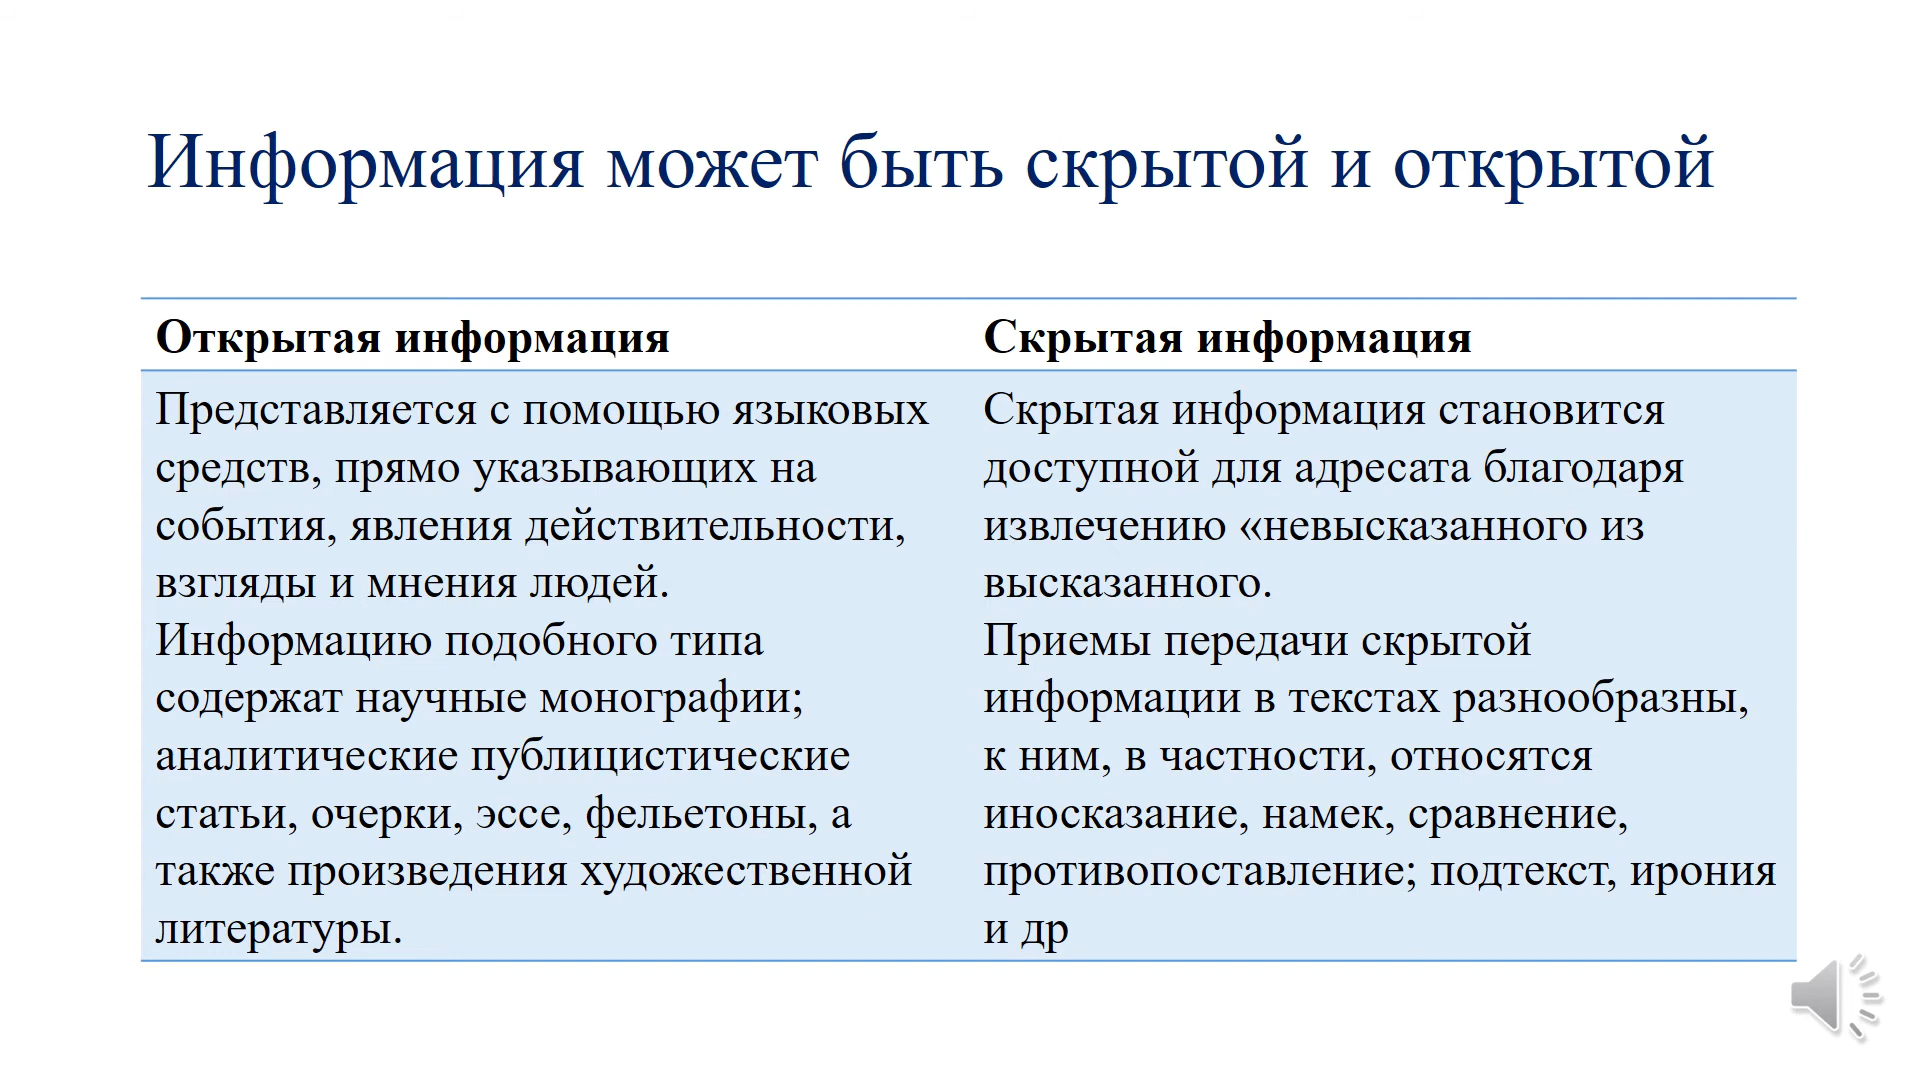 Информация может быть скрытой и открытой
Открытая информация
Представляется с помощью языковых
средств, прямо указывающих на
события, явления действительности,
взгляды и мнения людей.
Информацию подобного типа
содержат научные монографии;
аналитические публицистические
статьи, очерки, эссе, фельетоны, а
также произведения художественной
литературы.
Скрытая информация
Скрытая информация становится
доступной для адресата благодаря
извлечению «невысказанного из
высказанного.
Приемы передачи скрытой
информации в текстах разнообразны,
к ним, в частности, относятся
иносказание, намек, сравнение,
противопоставление; подтекст, ирония
и др